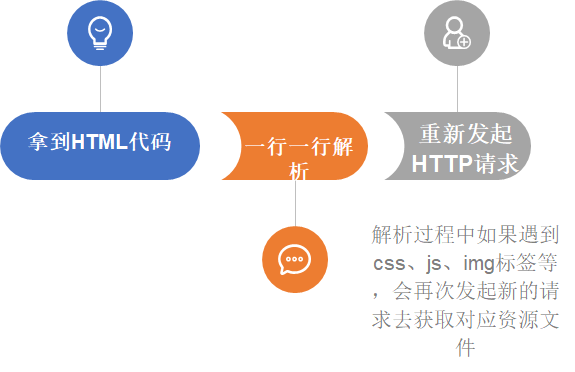 拿到HTML代码
一行一行解
析
重新发起
HTTP请求
解析过程中如果遇到
css、js、img标签等
，会再次发起新的请
求去获取对应资源文
件